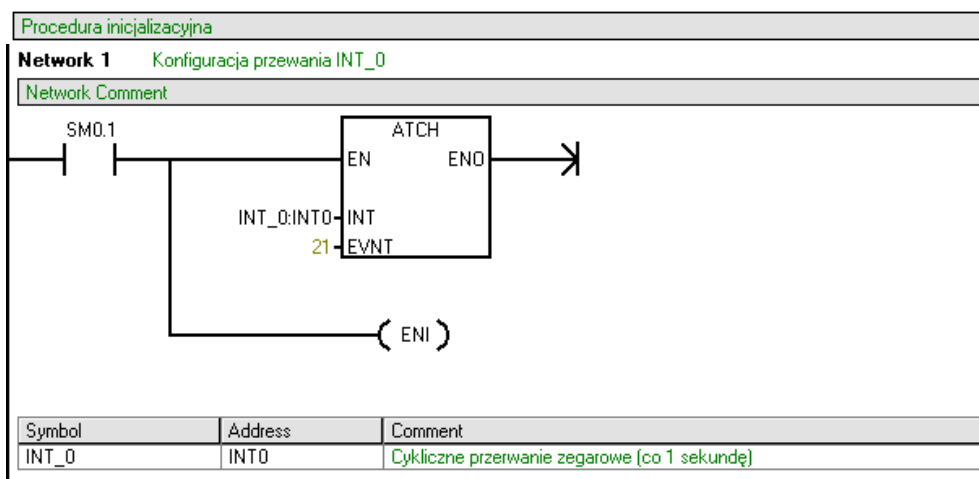 Procedura inicjalizacyjna
Network 1 Konfiguracja przewania INT_0
Network Comment
SM0.1
ATCH
EN ENO
INT_0:INT0 INT
21 EVNT
ENI
Symbol Address Comment
INT_0 INT0 Cykliczne przerwanie zegarowe (co 1 sekundę)